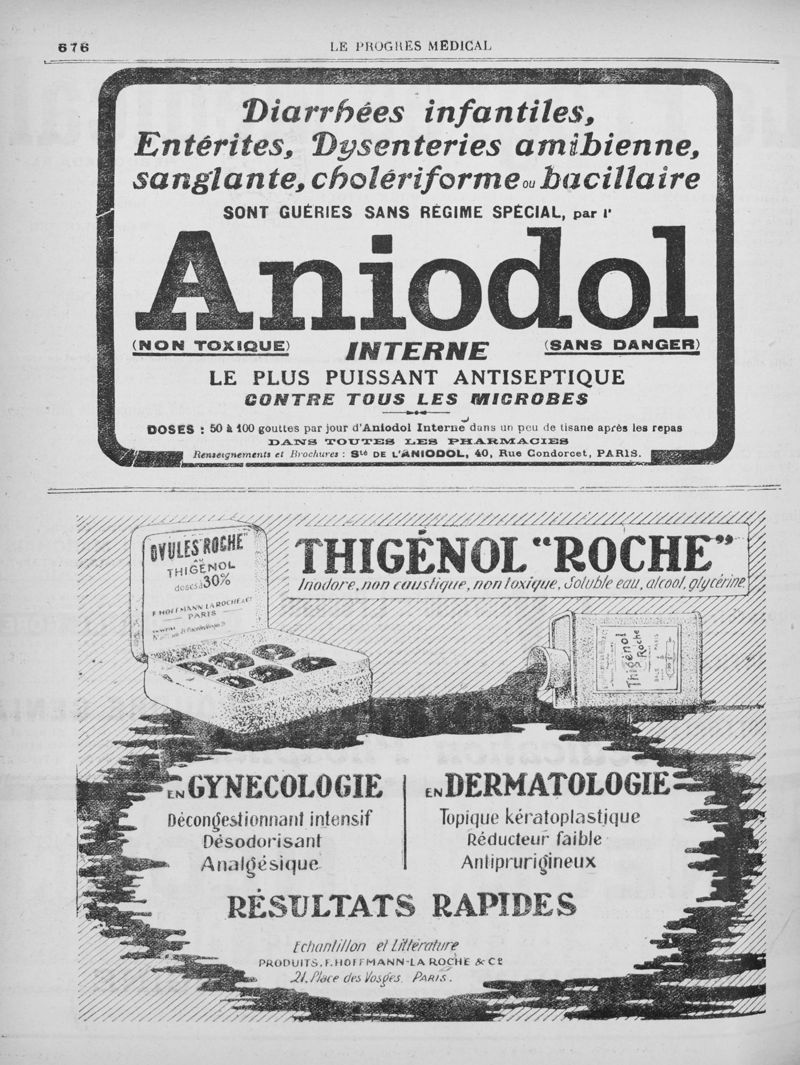 676
LE PROGRES MÉDICAL
Diarrhées infantiles,
Entérites, Dysenteries amibienne,
sanglante, cholériforme ou bacillaire
SONT GUÉRIES SANS RÉGIME SPÉCIAL, par l'
Aniodol
(NON TOXIQUE) INTERNE (SANS DANGER)
LE PLUS PUISSANT ANTISEPTIQUE
CONTRE TOUS LES MICROBES
DOSES : 50 à 100 gouttes par jour d'Aniodol Interne dans un peu de tisane après les repas
DANS TOUTES LES PHARMACIES
Renseignements et Brochures : Sté DE L'ANIODOL, 40, Rue Condorcet, PARIS.
OVULES "ROCHE"
AU
THIGÉNOL
dosés à 30%
F. HOFFMANN-LA ROCHE & Cº
PARIS
THIGÉNOL "ROCHE"
Inodore, non caustique, non toxique, Soluble eau, alcool, glycérine
Thigénol
Roche
EN GYNECOLOGIE
Décongestionnant intensif
Désodorisant
Analgésique
EN DERMATOLOGIE
Topique kératoplastique
Réducteur faible
Antiprurigineux
RÉSULTATS RAPIDES
Echantillon et Littérature
PRODUITS. F. HOFFMANN-LA ROCHE & Cº
21. Place des Vosges. PARIS.